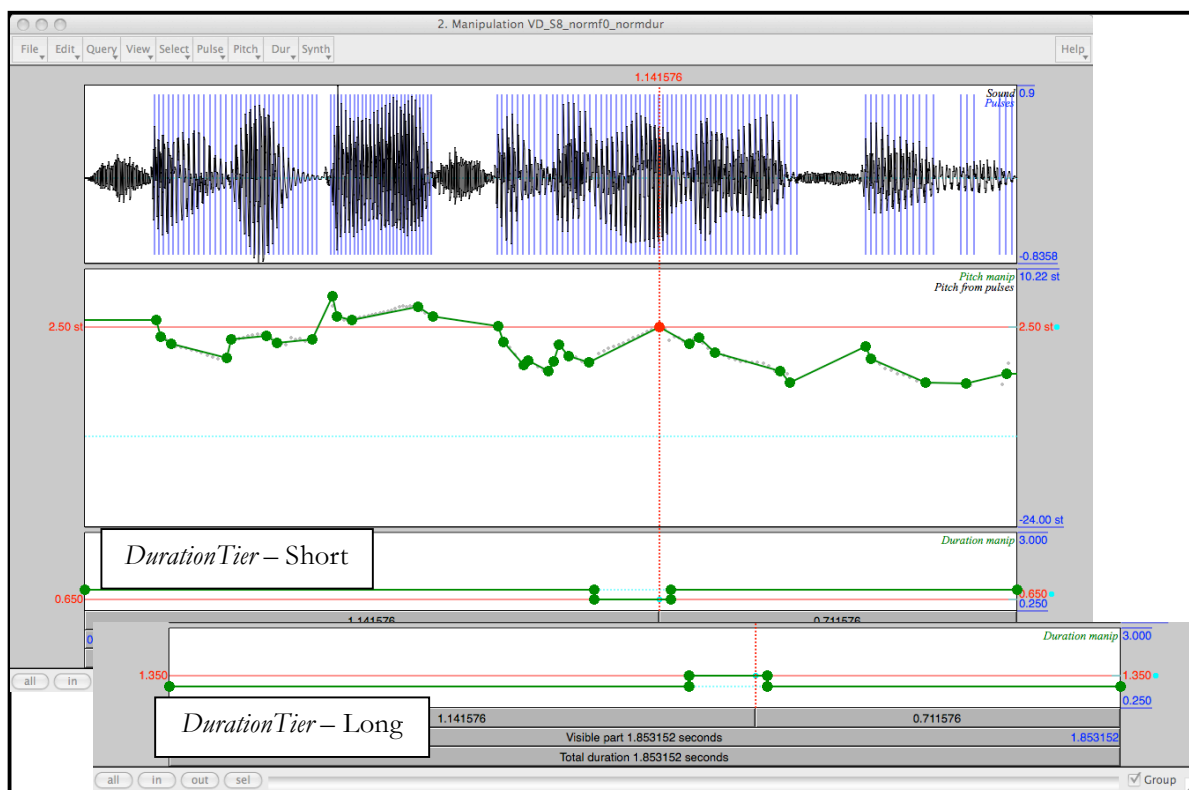 2. Manipulation VD_S8_normf0_normdur
File Edit Query View Select Pulse Pitch Dur Synth Help
1.141576
Sound 0.9
Pulses
-0.8358
Pitch manip 10.22 st
Pitch from pulses
2.50 st 2.50 st
-24.00 st
DurationTier – Short
Duration manip 3.000
0.650 0.650
0.250
1.141576 0.711576
Duration manip 3.000
1.350 1.350
0.250
DurationTier – Long
1.141576 0.711576
Visible part 1.853152 seconds 1.853152
Total duration 1.853152 seconds
all in
all in out sel Group